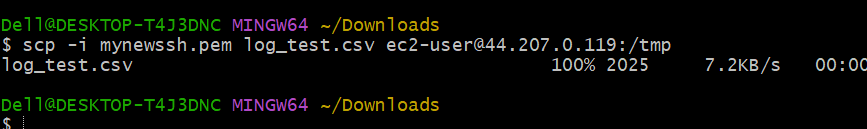 Dell@DESKTOP-T4J3DNC MINGW64 ~/Downloads
$ scp -i mynewssh.pem log_test.csv ec2-user@44.207.0.119:/tmp
log_test.csv 100% 2025 7.2KB/s 00:00
Dell@DESKTOP-T4J3DNC MINGW64 ~/Downloads
$